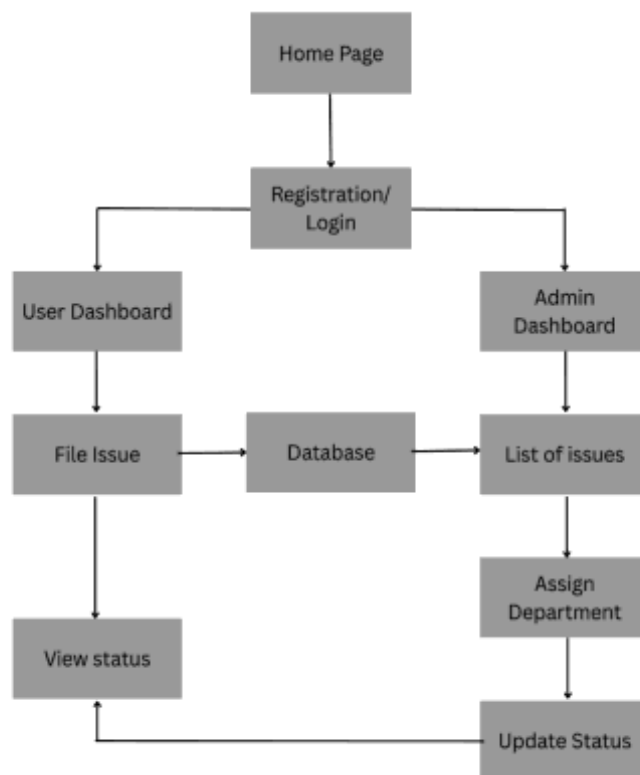 Home Page
Registration/
Login
User Dashboard
Admin
Dashboard
File Issue
Database
List of issues
Assign
Department
View status
Update Status